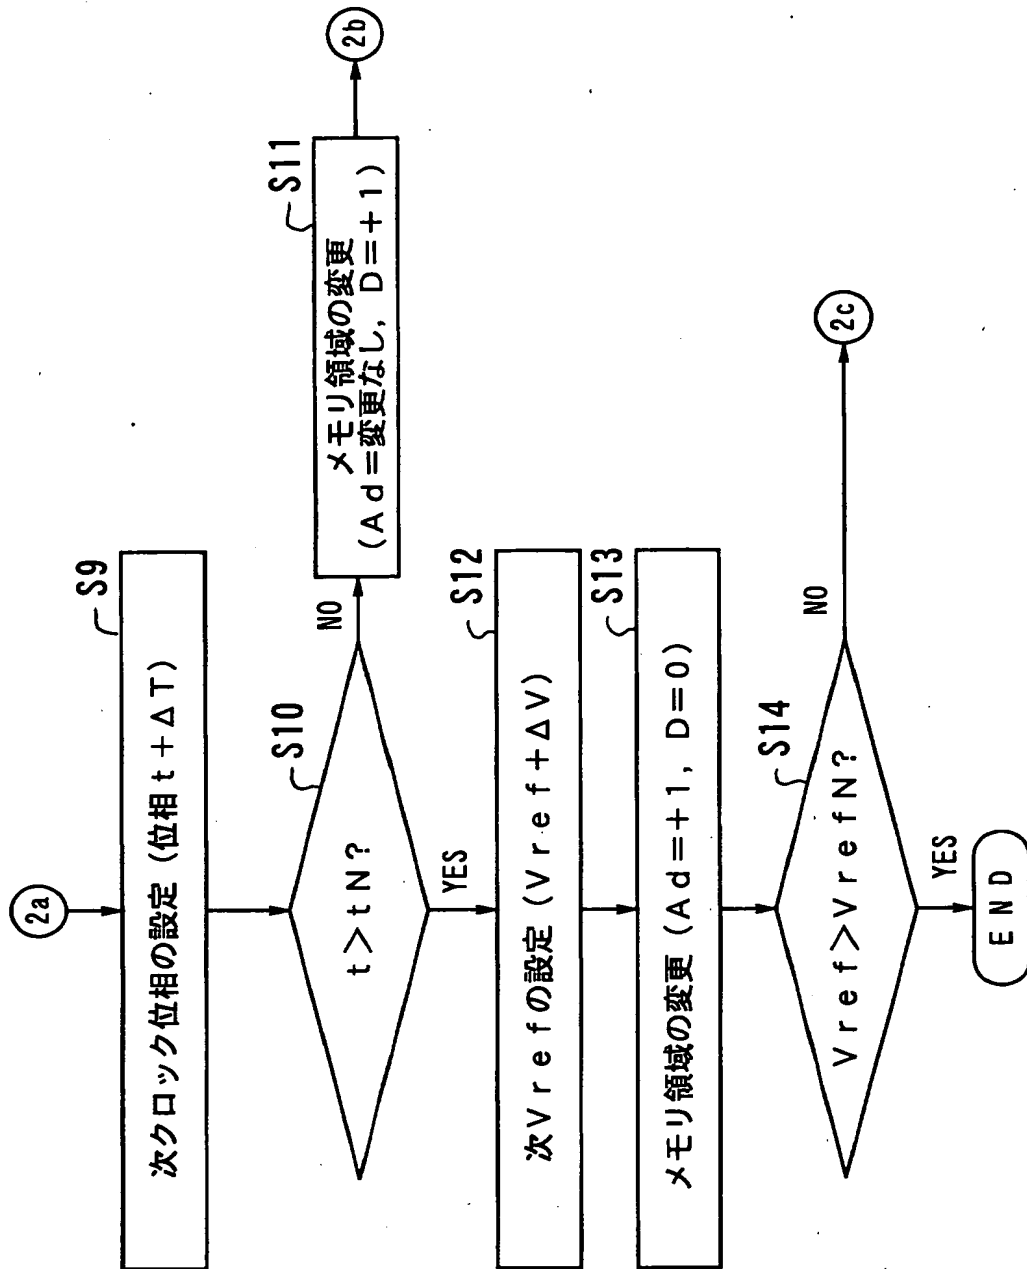 2a
S9
次クロック位相の設定(位相t+ΔT)
S10
t>tN?
NO
S11
メモリ領域の変更
(Ad=変更なし, D=+1)
2b
YES
S12
次Vrefの設定(Vref+ΔV)
S13
メモリ領域の変更(Ad=+1, D=0)
S14
Vref>VrefN?
NO
2c
YES
END